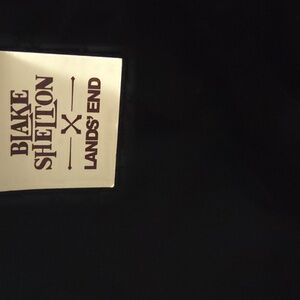 BLAKE
SHELTON
X
LANDS' END